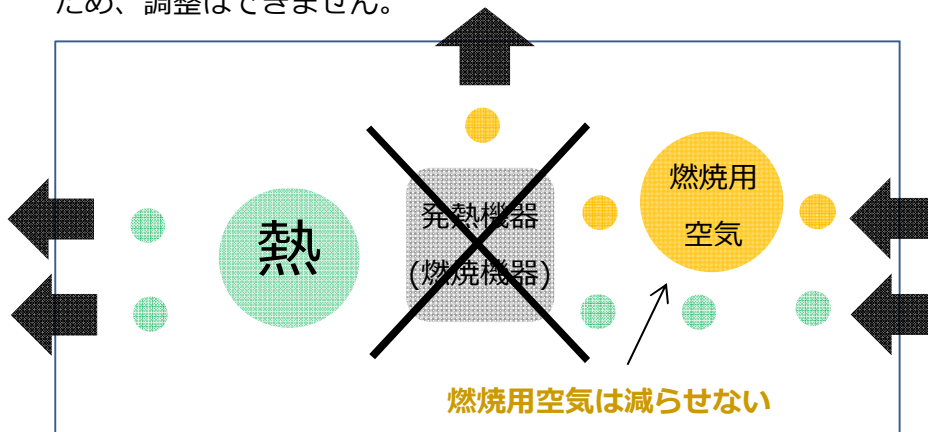 ため、調整はできません。
燃焼用
空気
熱
発熱機器
(燃焼機器)
燃焼用空気は減らせない